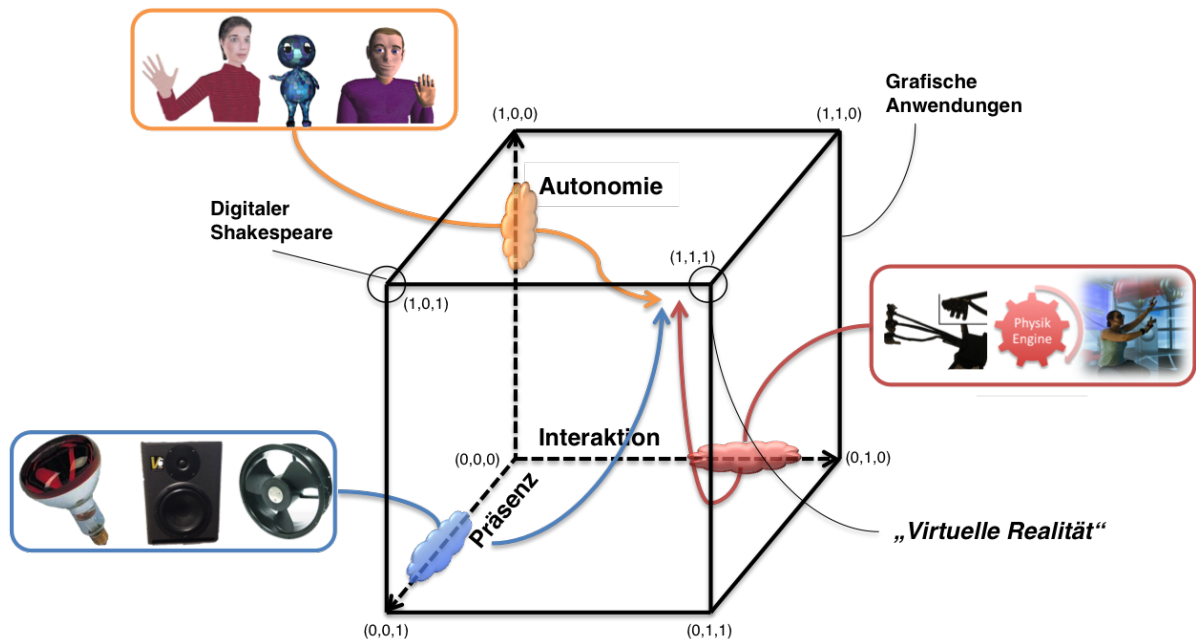 Grafische
Anwendungen
(1,0,0)
(1,1,0)
Autonomie
Digitaler
Shakespeare
(1,1,1)
(1,0,1)
Physik
Engine
Interaktion
(0,0,0)
(0,1,0)
Präsenz
„Virtuelle Realität“
(0,0,1)
(0,1,1)